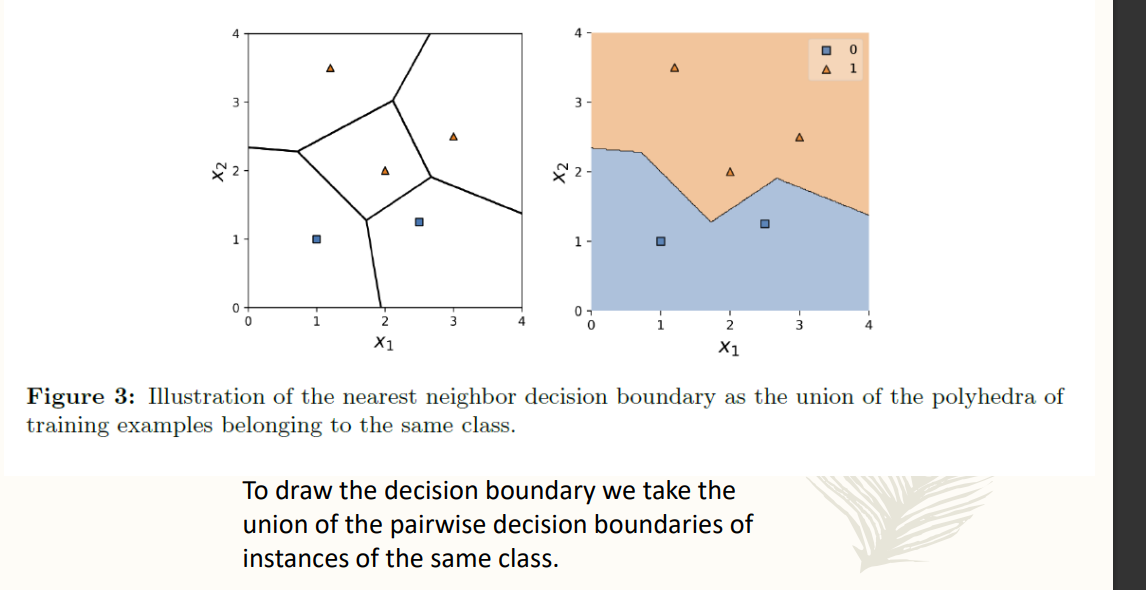 4
3
2
1
0
0 1 2 3 4
X2
X1
4
3
2
1
0
0 1 2 3 4
X2
X1
0
1
Figure 3: Illustration of the nearest neighbor decision boundary as the union of the polyhedra of
training examples belonging to the same class.
To draw the decision boundary we take the
union of the pairwise decision boundaries of
instances of the same class.